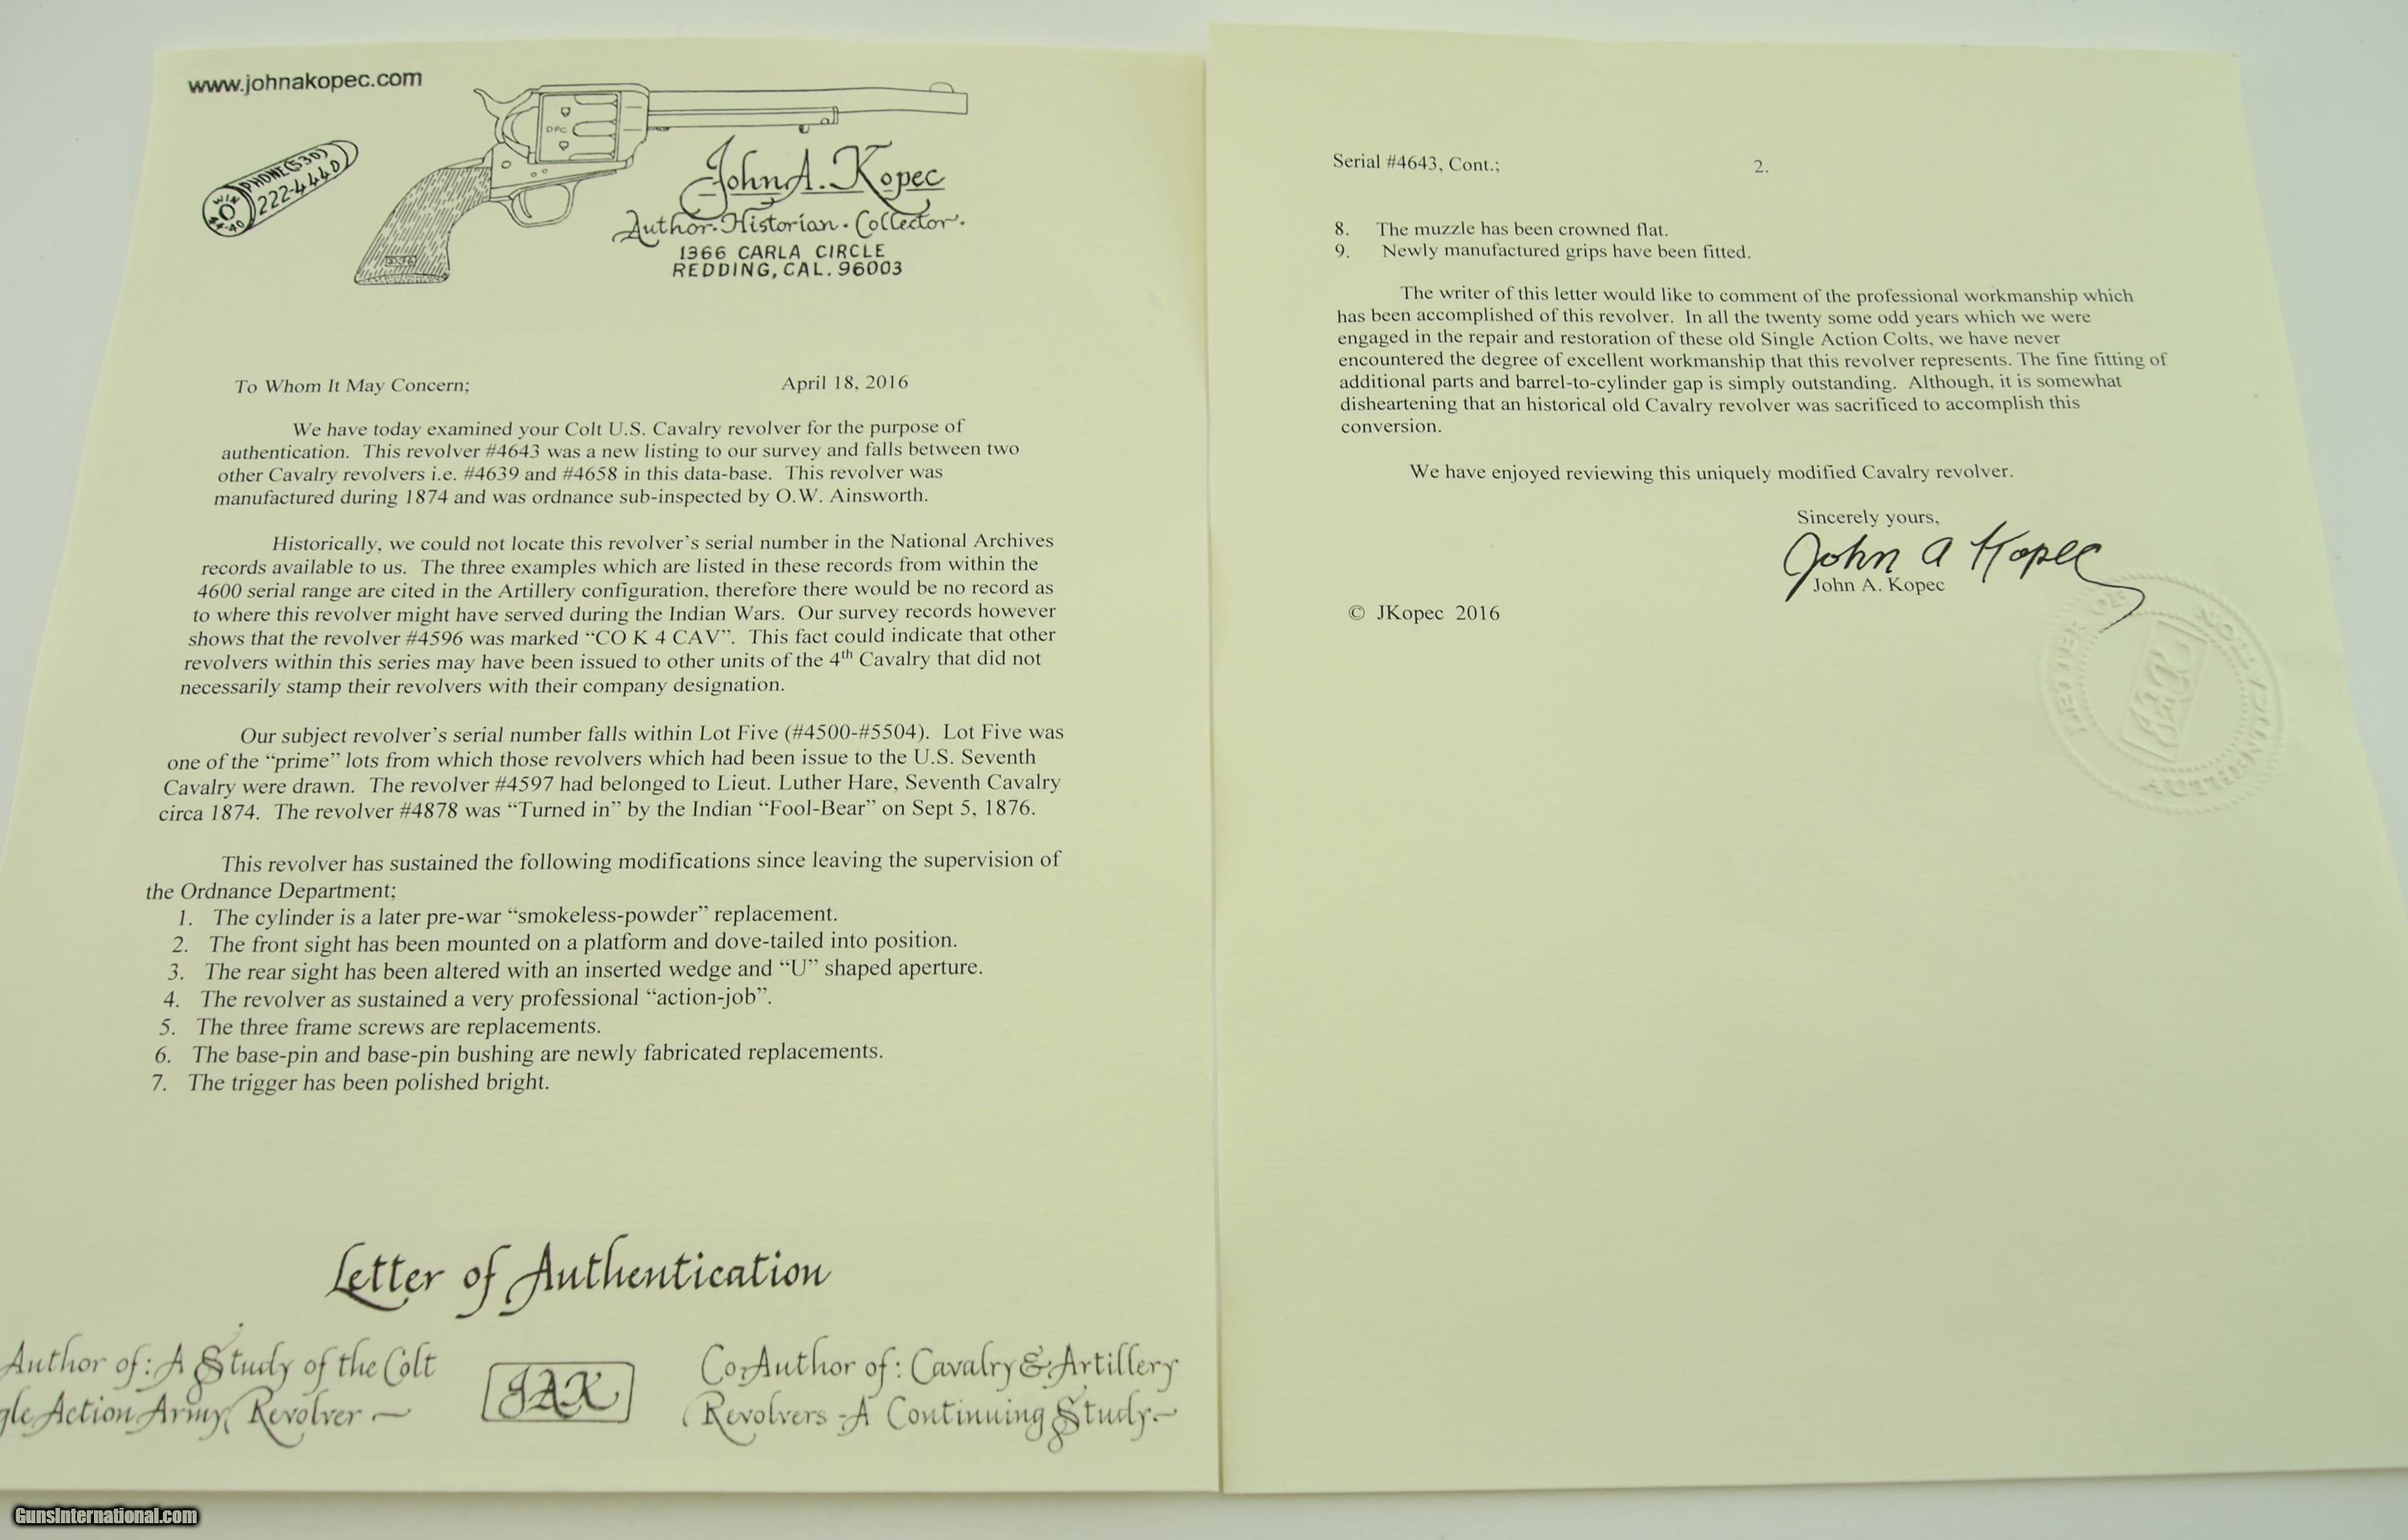 www.johnakopec.com
PHONE (530)
222-4440
WIN
44-40
DFC
John A. Kopec
Author · Historian · Collector ·
1366 CARLA CIRCLE
REDDING, CAL. 96003
To Whom It May Concern; April 18, 2016
We have today examined your Colt U.S. Cavalry revolver for the purpose of
authentication. This revolver #4643 was a new listing to our survey and falls between two
other Cavalry revolvers i.e. #4639 and #4658 in this data-base. This revolver was
manufactured during 1874 and was ordnance sub-inspected by O.W. Ainsworth.
Historically, we could not locate this revolver's serial number in the National Archives
records available to us. The three examples which are listed in these records from within the
4600 serial range are cited in the Artillery configuration, therefore there would be no record as
to where this revolver might have served during the Indian Wars. Our survey records however
shows that the revolver #4596 was marked “CO K 4 CAV”. This fact could indicate that other
revolvers within this series may have been issued to other units of the 4th Cavalry that did not
necessarily stamp their revolvers with their company designation.
Our subject revolver's serial number falls within Lot Five (#4500-#5504). Lot Five was
one of the “prime” lots from which those revolvers which had been issue to the U.S. Seventh
Cavalry were drawn. The revolver #4597 had belonged to Lieut. Luther Hare, Seventh Cavalry
circa 1874. The revolver #4878 was “Turned in” by the Indian “Fool-Bear” on Sept 5, 1876.
This revolver has sustained the following modifications since leaving the supervision of
the Ordnance Department;
1. The cylinder is a later pre-war “smokeless-powder” replacement.
2. The front sight has been mounted on a platform and dove-tailed into position.
3. The rear sight has been altered with an inserted wedge and “U” shaped aperture.
4. The revolver as sustained a very professional “action-job”.
5. The three frame screws are replacements.
6. The base-pin and base-pin bushing are newly fabricated replacements.
7. The trigger has been polished bright.
Letter of Authentication
Author of: A Study of the Colt
gle Action Army Revolver —
JAK
Co-Author of: Cavalry & Artillery
Revolvers - A Continuing Study —
Serial #4643, Cont.; 2.
8. The muzzle has been crowned flat.
9. Newly manufactured grips have been fitted.
The writer of this letter would like to comment of the professional workmanship which
has been accomplished of this revolver. In all the twenty some odd years which we were
engaged in the repair and restoration of these old Single Action Colts, we have never
encountered the degree of excellent workmanship that this revolver represents. The fine fitting of
additional parts and barrel-to-cylinder gap is simply outstanding. Although, it is somewhat
disheartening that an historical old Cavalry revolver was sacrificed to accomplish this
conversion.
We have enjoyed reviewing this uniquely modified Cavalry revolver.
Sincerely yours,
John A Kopec
John A. Kopec
© JKopec 2016
LETTER OF
JAK
GunsInternational.com